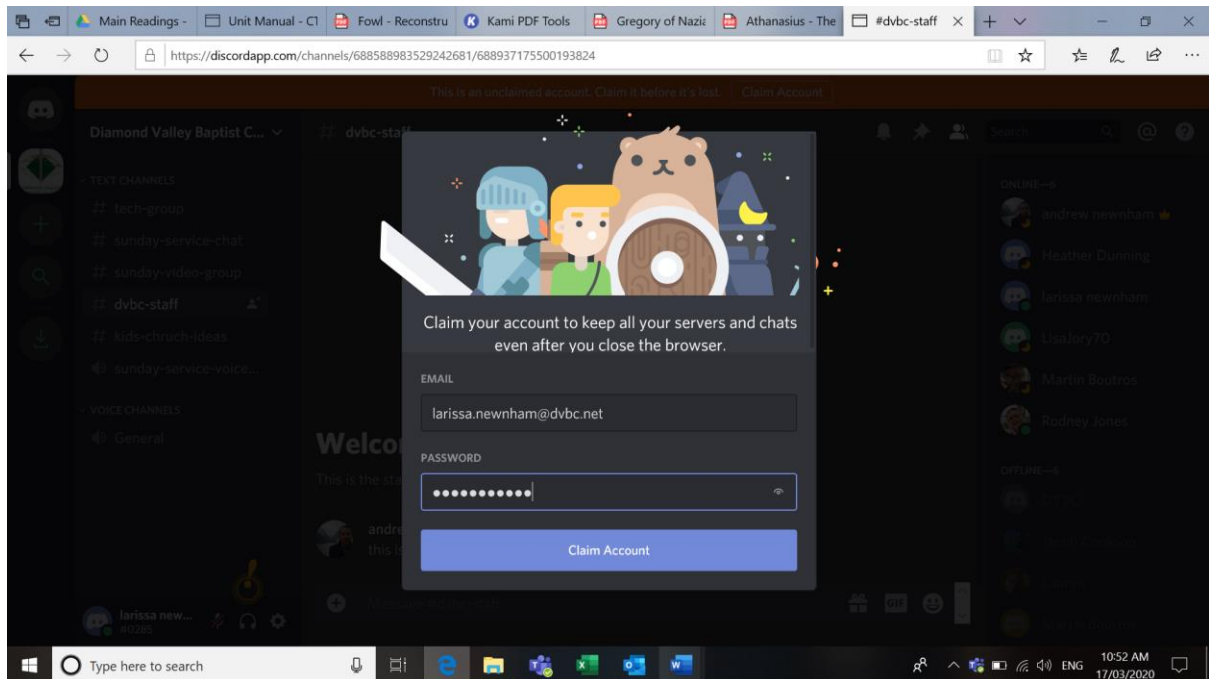 Main Readings -
Unit Manual - C1
Fowl - Reconstru
Kami PDF Tools
Gregory of Nazia
Athanasius - The
#dvbc-staff
https://discordapp.com/channels/688588983529242681/688937175500193824
This is an unclaimed account. Claim it before it's lost.
Claim Account
Diamond Valley Baptist C...
# dvbc-staff
Search
TEXT CHANNELS
# tech-group
# sunday-service-chat
# sunday-video-group
# dvbc-staff
# kids-chruch-ideas
sunday-service-voice...
VOICE CHANNELS
General
Claim your account to keep all your servers and chats
even after you close the browser.
EMAIL
larissa.newnham@dvbc.net
PASSWORD
Claim Account
Welco
This is the sta
andre
this is
ONLINE—6
andrew newnham
Heather Dunning
larissa newnham
LisaJory70
Martin Boutros
Rodney Jones
OFFLINE—6
GIF
larissa new...
#0285
Type here to search
ENG
10:52 AM
17/03/2020